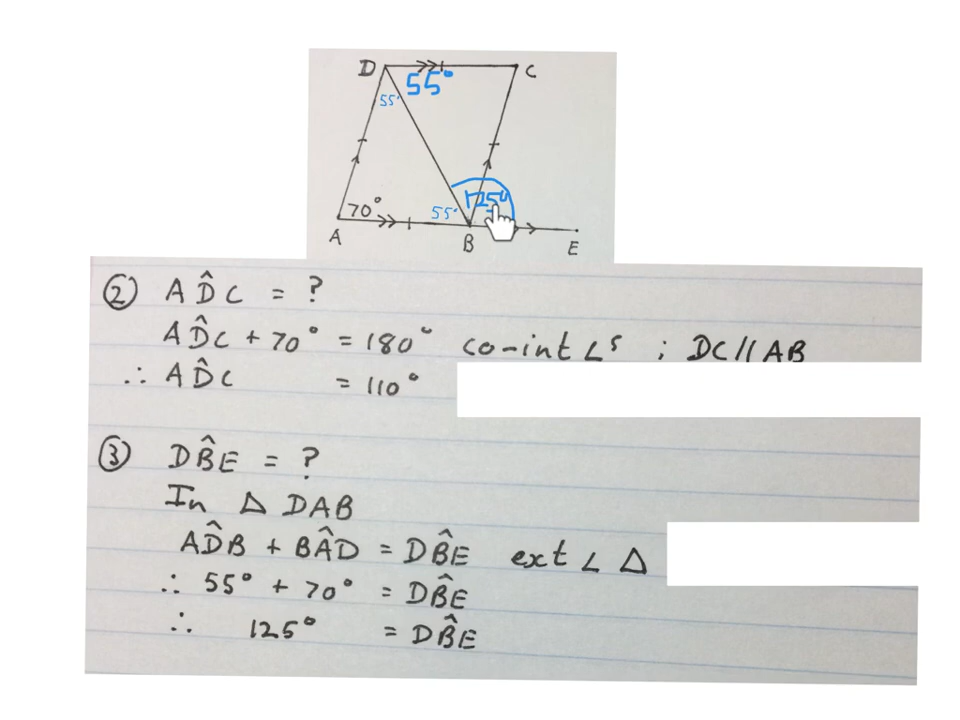 D
C
55°
55°
125°
70°
55°
A
B
E
② AD̂C = ?
AD̂C + 70° = 180° co-int ∠s ; DC//AB
∴ AD̂C = 110°
③ DB̂E = ?
In Δ DAB
AD̂B + BÂD = DB̂E ext ∠ Δ
∴ 55° + 70° = DB̂E
∴ 125° = DB̂E